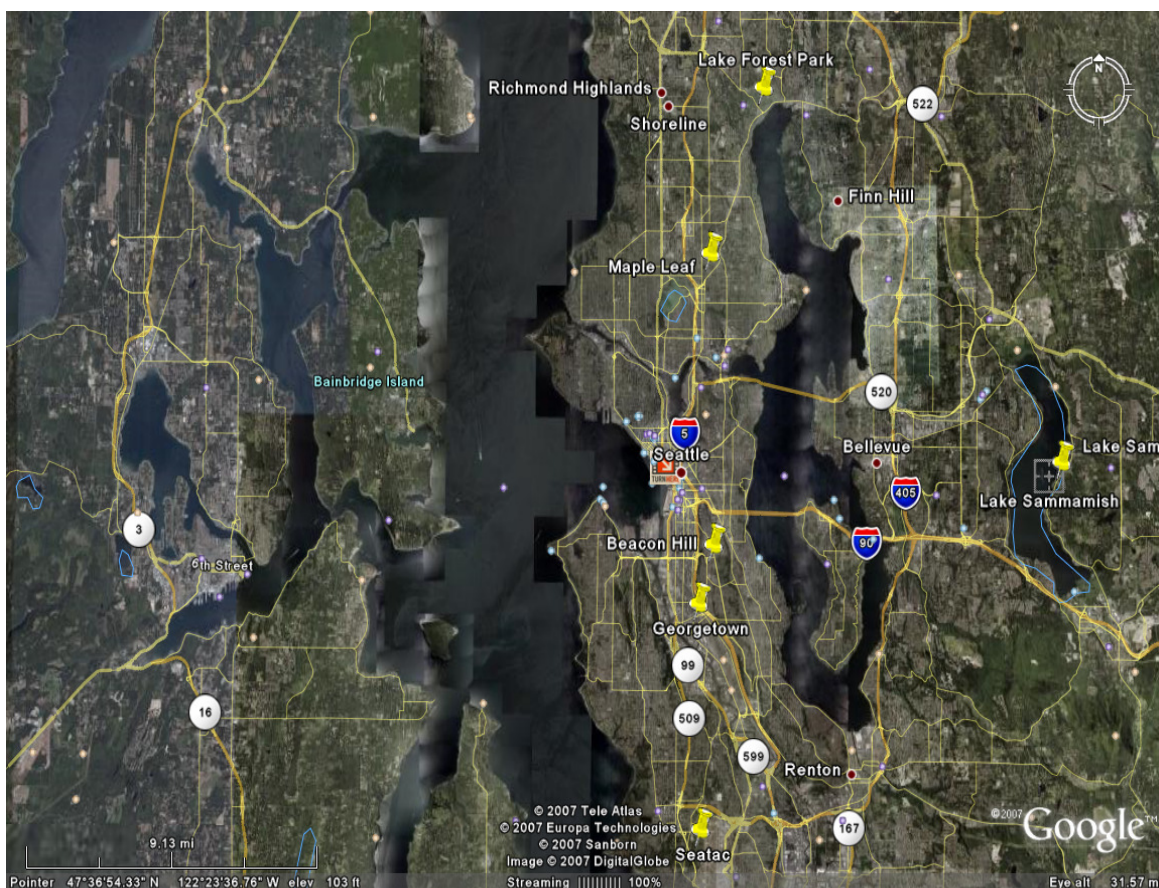 Lake Forest Park
Richmond Highlands
522
N
Shoreline
Finn Hill
Maple Leaf
Bainbridge Island
520
5
Seattle
Bellevue
Lake Sam
405
Lake Sammamish
3
Beacon Hill
90
6th Street
Georgetown
99
16
509
599
Renton
© 2007 Tele Atlas
© 2007 Europa Technologies
© 2007 Sanborn
Image © 2007 DigitalGlobe
167
©2007 Google™
9.13 mi
Seatac
Pointer 47°36'54.33" N 122°23'36.76" W elev 103 ft Streaming |||||||||| 100% Eye alt 31.57 m